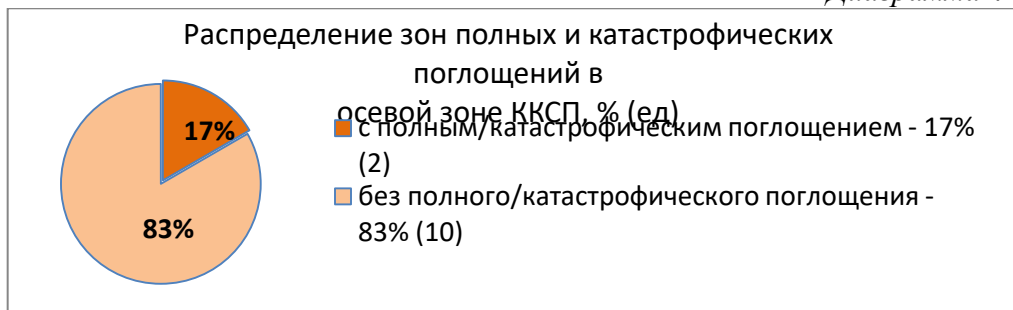 Распределение зон полных и катастрофических
поглощений в
осевой зоне ККСП, % (ед)
с полным/катастрофическим поглощением - 17%
(2)
без полного/катастрофического поглощения -
83% (10)
17%
83%